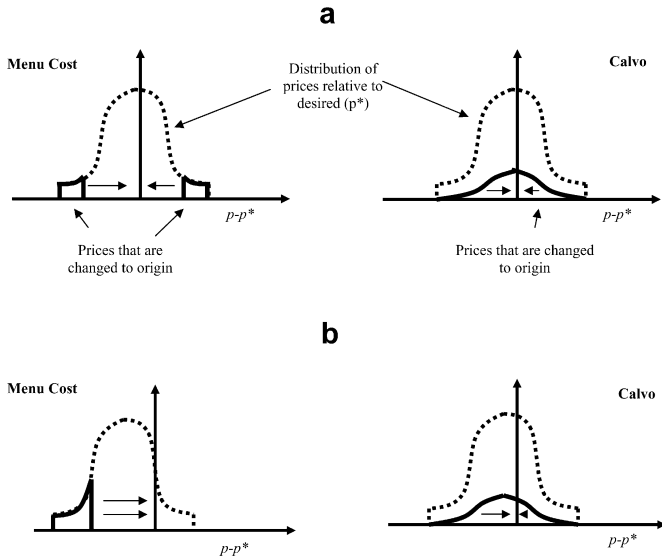 a
Menu Cost
Distribution of
prices relative to
desired (p*)
Calvo
p-p*
p-p*
Prices that are
changed to origin
Prices that are changed
to origin
b
Menu Cost
Calvo
p-p*
p-p*